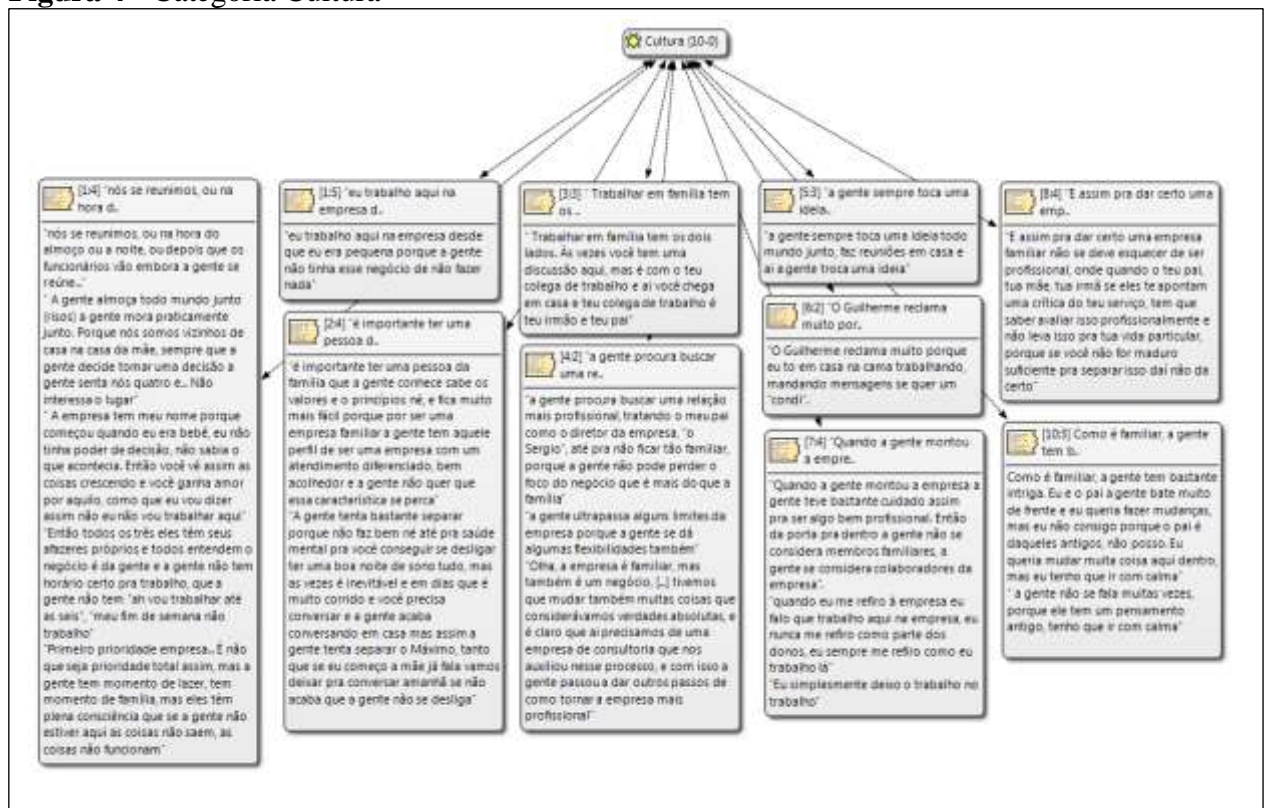 Cultura {10-0}
[1:4] "nós se reunimos, ou na
hora d..
"nós se reunimos, ou na hora do
almoço ou a noite, ou depois que os
funcionários vão embora a gente se
reúne..."
" A gente almoça todo mundo junto
(risos) a gente mora praticamente
junto. Porque nós somos vizinhos de
casa na casa da mãe, sempre que a
gente decide tomar uma decisão a
gente senta nós quatro e... Não
interessa o lugar"
" A empresa tem meu nome porque
começou quando eu era bebê, eu não
tinha poder de decisão, não sabia o
que acontecia. Então você vê assim as
coisas crescendo e você ganha amor
por aquilo, como que eu vou dizer
assim não eu não vou trabalhar aqui"
"Então todos os três eles têm seus
afazeres próprios e todos entendem o
negócio é da gente e a gente não tem
horário certo pra trabalho, que a
gente não tem "ah vou trabalhar até
as seis", "meu fim de semana não
trabalho"
"Primeiro prioridade empresa... E não
que seja prioridade total assim, mas a
gente tem momento de lazer, tem
momento de família, mas eles têm
plena consciência que se a gente não
estiver aqui as coisas não saem, as
coisas não funcionam"
[1:5] "eu trabalho aqui na
empresa d..
"eu trabalho aqui na empresa desde
que eu era pequena porque a gente
não tinha esse negócio de não fazer
nada"
[2:4] "é importante ter uma
pessoa d..
"é importante ter uma pessoa da
família que a gente conhece sabe os
valores e o princípios né, e fica muito
mais fácil porque por ser uma
empresa familiar a gente tem aquele
perfil de ser uma empresa com um
atendimento diferenciado, bem
acolhedor e a gente não quer que
essa característica se perca"
"A gente tenta bastante separar
porque não faz bem né até pra saúde
mental pra você conseguir se desligar
ter uma boa noite de sono tudo, mas
as vezes é inevitável e em dias que é
muito corrido e você precisa
conversar e a gente acaba
conversando em casa mas assim a
gente tenta separar o Máximo, tanto
que se eu começo a mãe já fala vamos
deixar pra conversar amanhã se não
acaba que a gente não se desliga"
[3:3] " Trabalhar em família tem
os ..
" Trabalhar em família tem os dois
lados. As vezes você tem uma
discussão aqui, mas é com o teu
colega de trabalho e ai você chega
em casa e teu colega de trabalho é
teu irmão e teu pai"
[4:2] "a gente procura buscar
uma re..
"a gente procura buscar uma relação
mais profissional, tratando o meu pai
como o diretor da empresa, "o
Sergio", até pra não ficar tão familiar,
porque a gente não pode perder o
foco do negócio que é mais do que a
família"
"a gente ultrapassa alguns limites da
empresa porque a gente se dá
algumas flexibilidades também"
"Olha, a empresa é familiar, mas
também é um negócio, [...] tivemos
que mudar também muitas coisas que
considerávamos verdades absolutas, e
é claro que ai precisamos de uma
empresa de consultoria que nos
auxiliou nesse processo, e com isso a
gente passou a dar outros passos de
como tornar a empresa mais
profissional"
[5:3] "a gente sempre toca uma
ideia..
"a gente sempre toca uma ideia todo
mundo junto, faz reuniões em casa e
ai a gente troca uma ideia"
[6:2] "O Guilherme reclama
muito por..
"O Guilherme reclama muito porque
eu to em casa na cama trabalhando,
mandando mensagens se quer um
"condi".
[7:4] "Quando a gente montou
a empre..
"Quando a gente montou a empresa a
gente teve bastante cuidado assim
pra ser algo bem profissional. Então
da porta pra dentro a gente não se
considera membros familiares, a
gente se considera colaboradores da
empresa".
"quando eu me refiro à empresa eu
falo que trabalho aqui na empresa, eu
nunca me refiro como parte dos
donos, eu sempre me refiro como eu
trabalho lá"
"Eu simplesmente deixo o trabalho no
trabalho"
[8:4] "E assim pra dar certo uma
emp..
"E assim pra dar certo uma empresa
familiar não se deve esquecer de ser
profissional, onde quando o teu pai,
tua mãe, tua irmã se eles te apontam
uma crítica do teu serviço, tem que
saber avaliar isso profissionalmente e
não leva isso pra tua vida particular,
porque se você não for maduro
suficiente pra separar isso daí não da
certo"
[10:3] Como é familiar, a gente
tem b..
Como é familiar, a gente tem bastante
intriga. Eu e o pai a gente bate muito
de frente e eu queria fazer mudanças,
mas eu não consigo porque o pai é
daqueles antigos, não posso. Eu
queria mudar muita coisa aqui dentro,
mas eu tenho que ir com calma"
" a gente não se fala muitas vezes,
porque ele tem um pensamento
antigo, tenho que ir com calma"